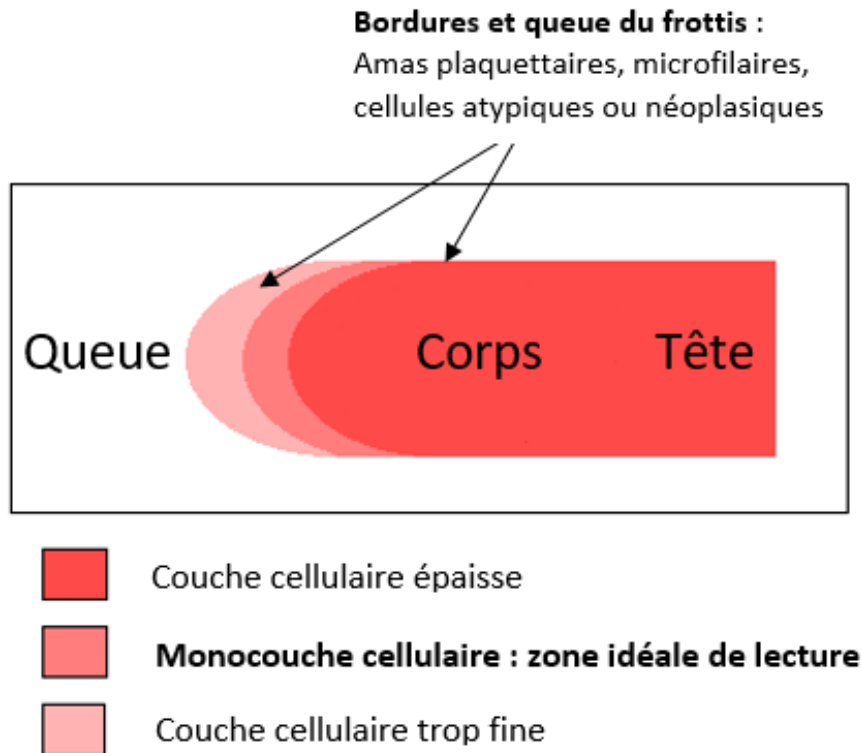 Bordures et queue du frottis :
Amas plaquettaires, microfilaires,
cellules atypiques ou néoplasiques
Queue
Corps
Tête
Couche cellulaire épaisse
Monocouche cellulaire : zone idéale de lecture
Couche cellulaire trop fine